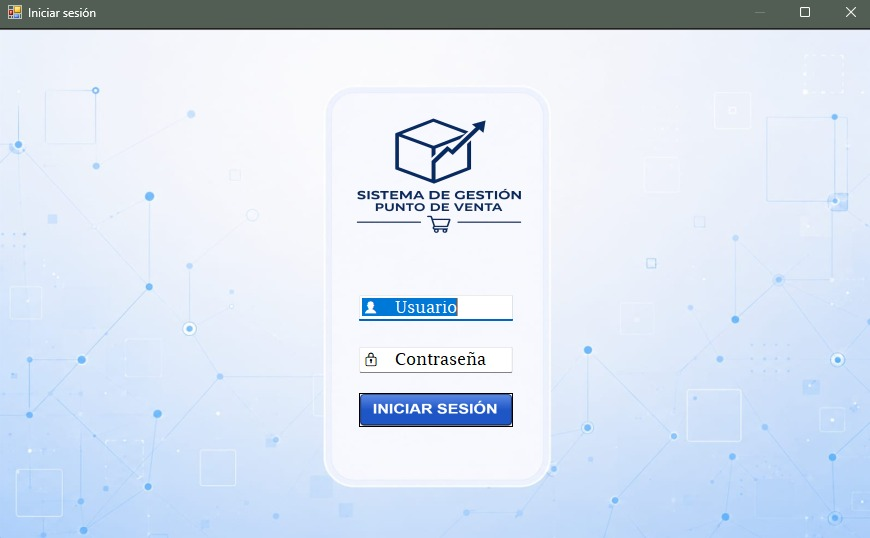 Iniciar sesión
SISTEMA DE GESTIÓN
PUNTO DE VENTA
Usuario
Contraseña
INICIAR SESIÓN